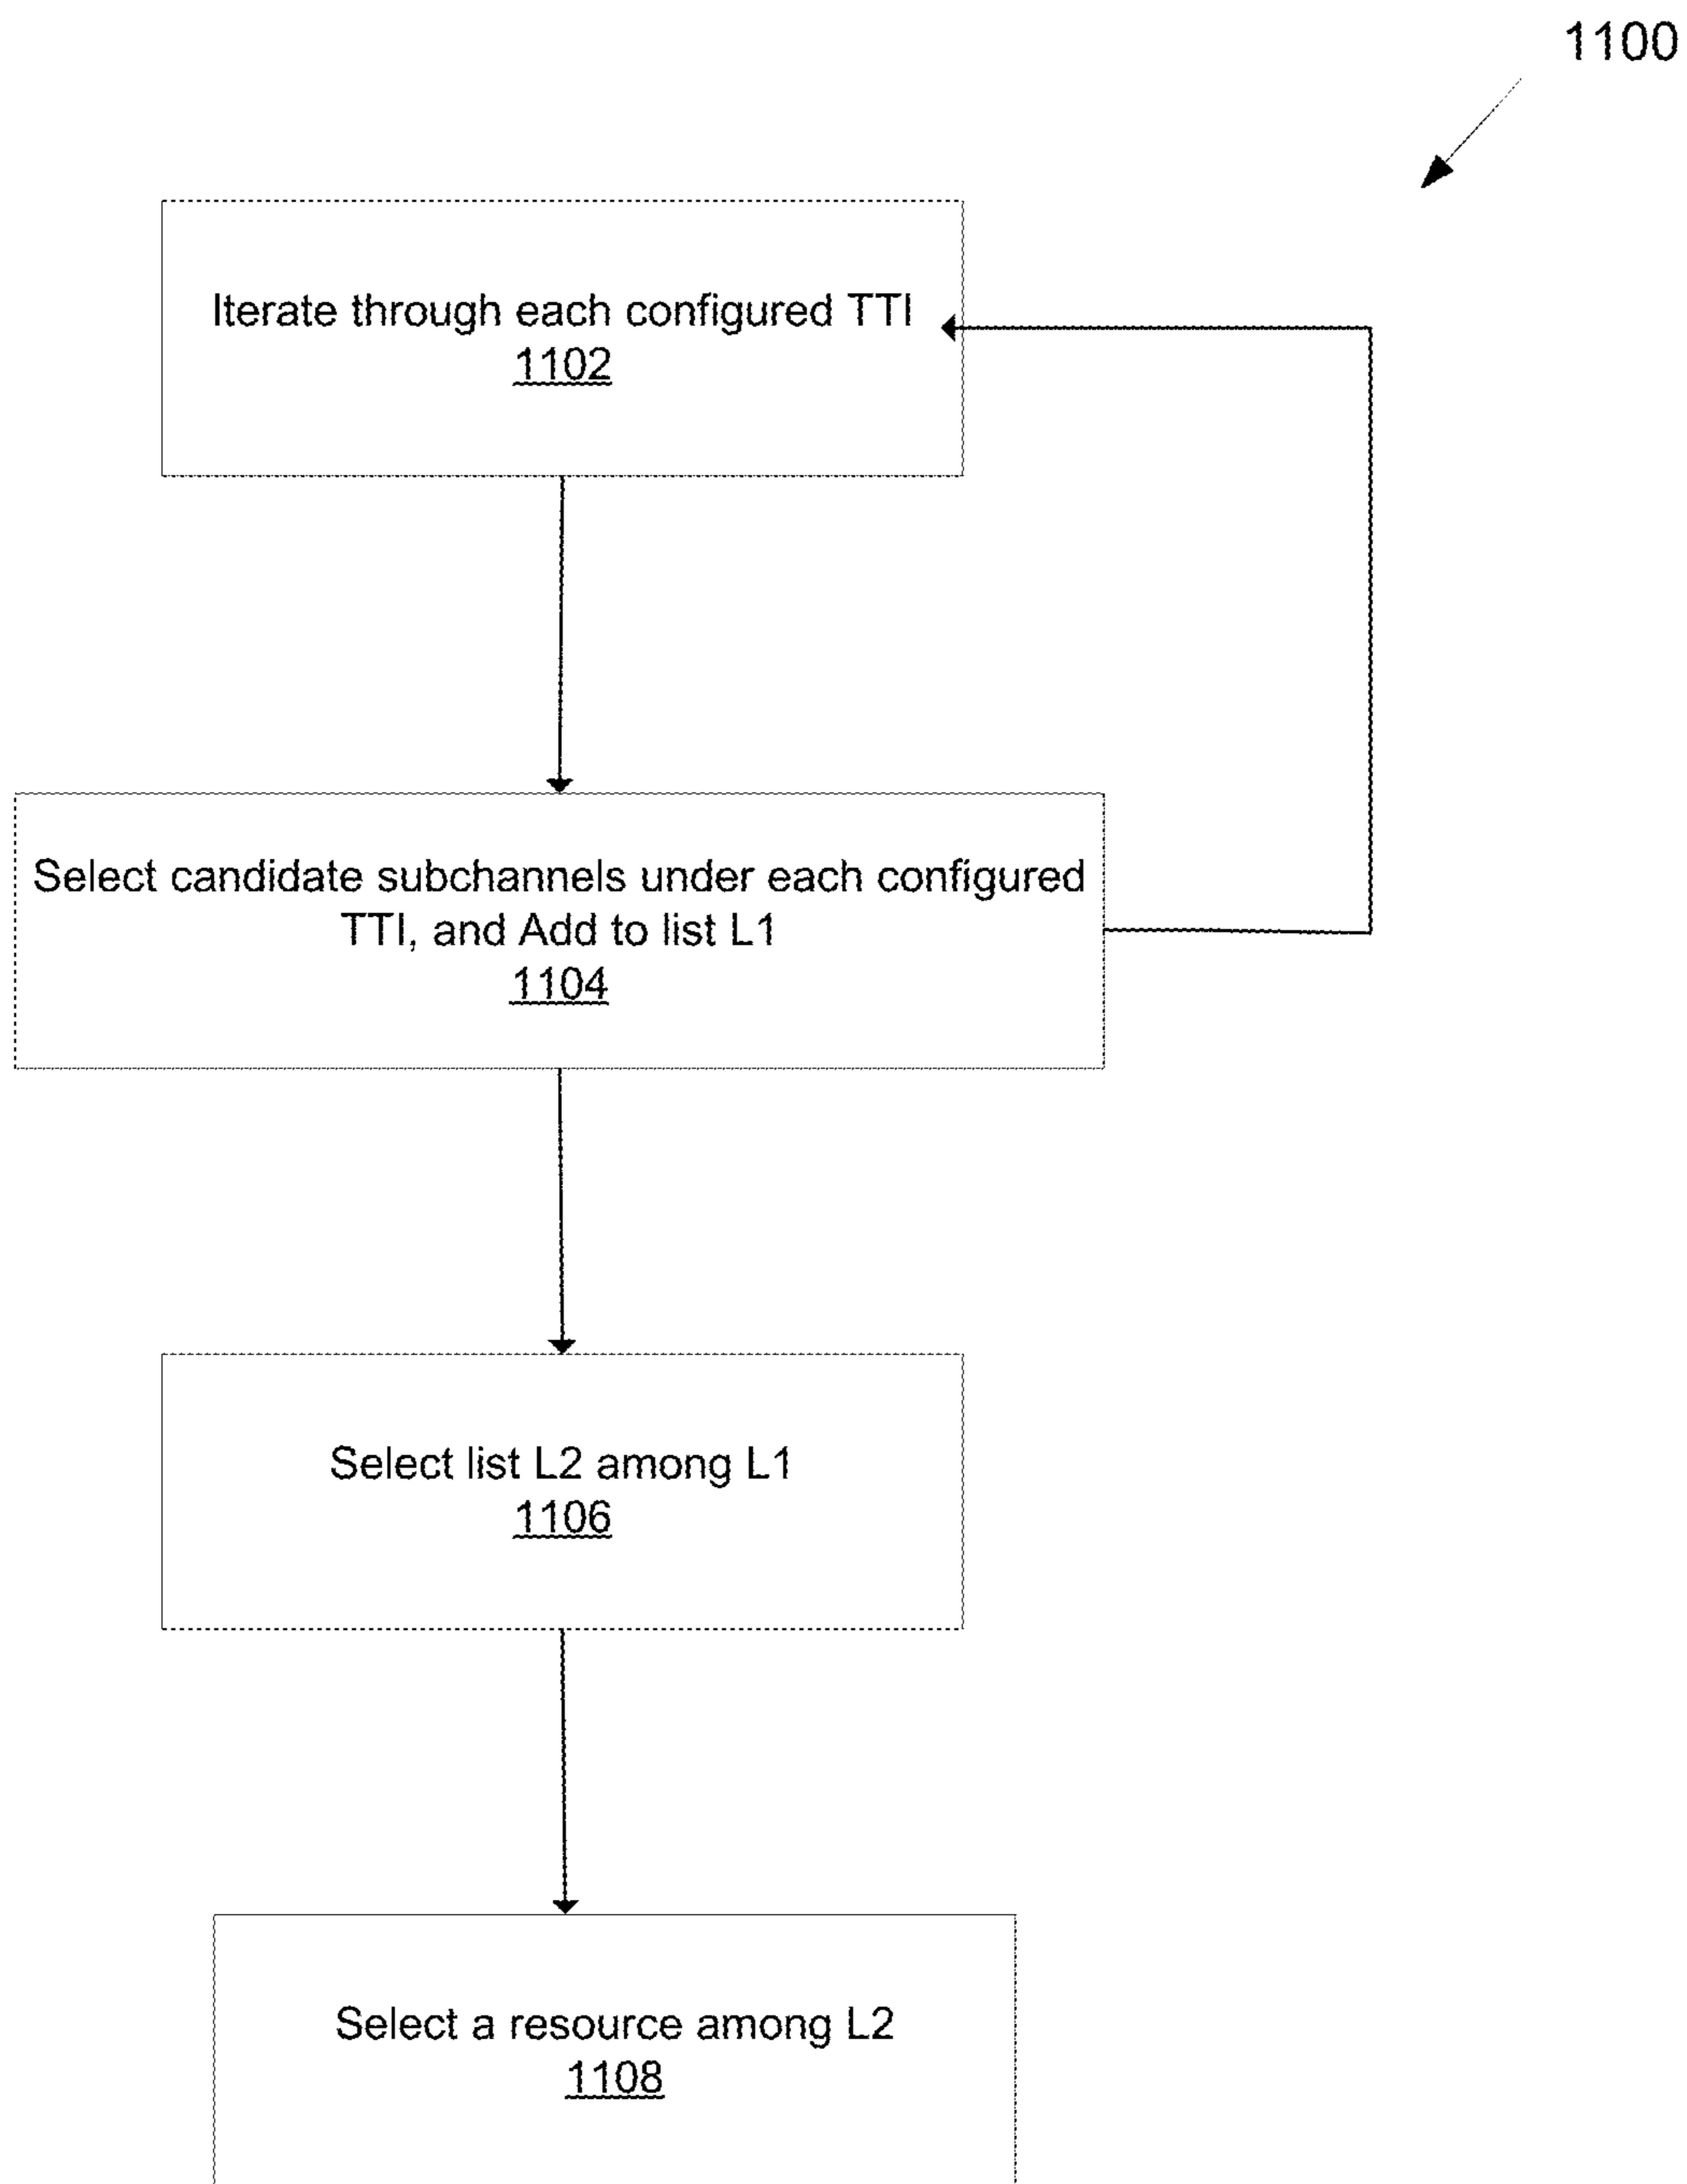 1100
Iterate through each configured TTI
1102
Select candidate subchannels under each configured
TTI, and Add to list L1
1104
Select list L2 among L1
1106
Select a resource among L2
1108